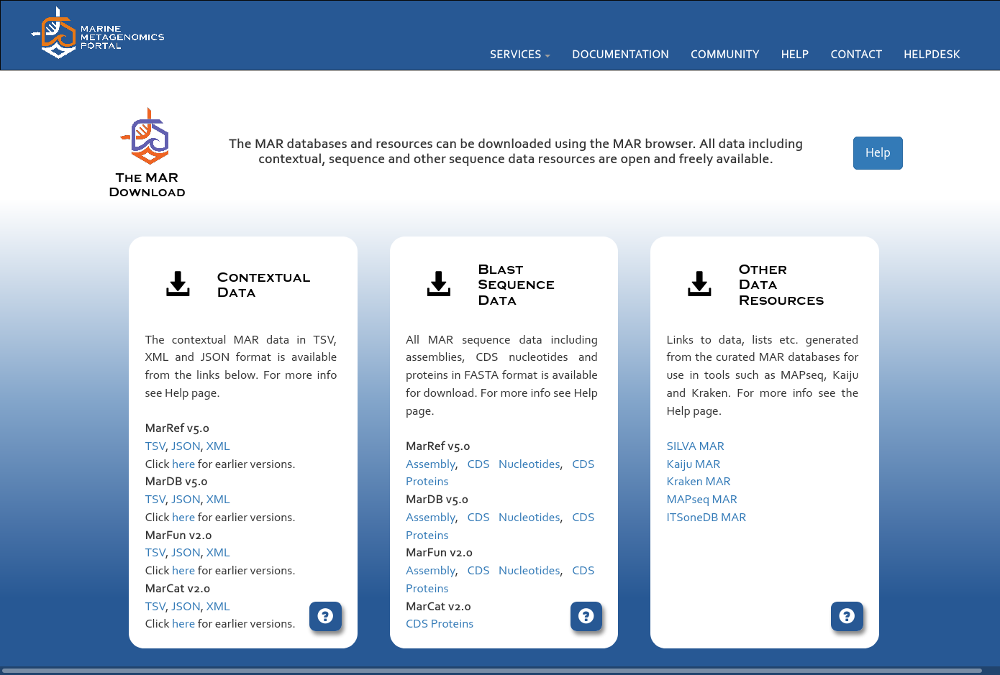 MARINE
METAGENOMICS
PORTAL
SERVICES
DOCUMENTATION
COMMUNITY
HELP
CONTACT
HELPDESK
The MAR
Download
The MAR databases and resources can be downloaded using the MAR browser. All data including
contextual, sequence and other sequence data resources are open and freely available.
Help
Contextual
Data
The contextual MAR data in TSV,
XML and JSON format is available
from the links below. For more info
see Help page.
MarRef v5.0
TSV, JSON, XML
Click here for earlier versions.
MarDB v5.0
TSV, JSON, XML
Click here for earlier versions.
MarFun v2.0
TSV, JSON, XML
Click here for earlier versions.
MarCat v2.0
TSV, JSON, XML
Click here for earlier versions.
Blast
Sequence
Data
All MAR sequence data including
assemblies, CDS nucleotides and
proteins in FASTA format is available
for download. For more info see Help
page.
MarRef v5.0
Assembly, CDS Nucleotides, CDS
Proteins
MarDB v5.0
Assembly, CDS Nucleotides, CDS
Proteins
MarFun v2.0
Assembly, CDS Nucleotides, CDS
Proteins
MarCat v2.0
CDS Proteins
Other
Data
Resources
Links to data, lists etc. generated
from the curated MAR databases for
use in tools such as MAPseq, Kaiju
and Kraken. For more info see the
Help page.
SILVA MAR
Kaiju MAR
Kraken MAR
MAPseq MAR
ITSoneDB MAR